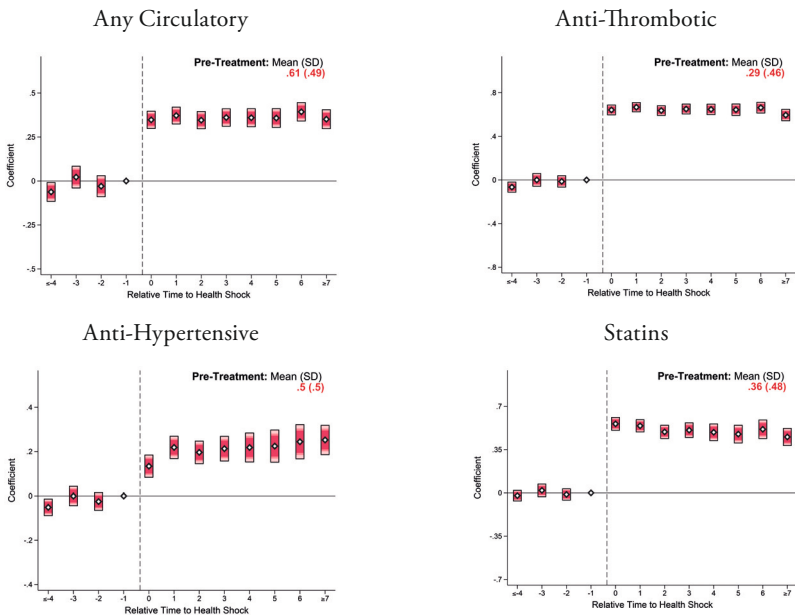 Any Circulatory
Pre-Treatment: Mean (SD)
.61 (.49)
.5
.25
0
-.25
-.5
Coefficient
≤-4 -3 -2 -1 0 1 2 3 4 5 6 ≥7
Relative Time to Health Shock
Anti-Thrombotic
Pre-Treatment: Mean (SD)
.29 (.46)
.8
.4
0
-.4
-.8
Coefficient
≤-4 -3 -2 -1 0 1 2 3 4 5 6 ≥7
Relative Time to Health Shock
Anti-Hypertensive
Pre-Treatment: Mean (SD)
.5 (.5)
.4
.2
0
-.2
-.4
Coefficient
≤-4 -3 -2 -1 0 1 2 3 4 5 6 ≥7
Relative Time to Health Shock
Statins
Pre-Treatment: Mean (SD)
.36 (.48)
.7
.35
0
-.35
-.7
Coefficient
≤-4 -3 -2 -1 0 1 2 3 4 5 6 ≥7
Relative Time to Health Shock